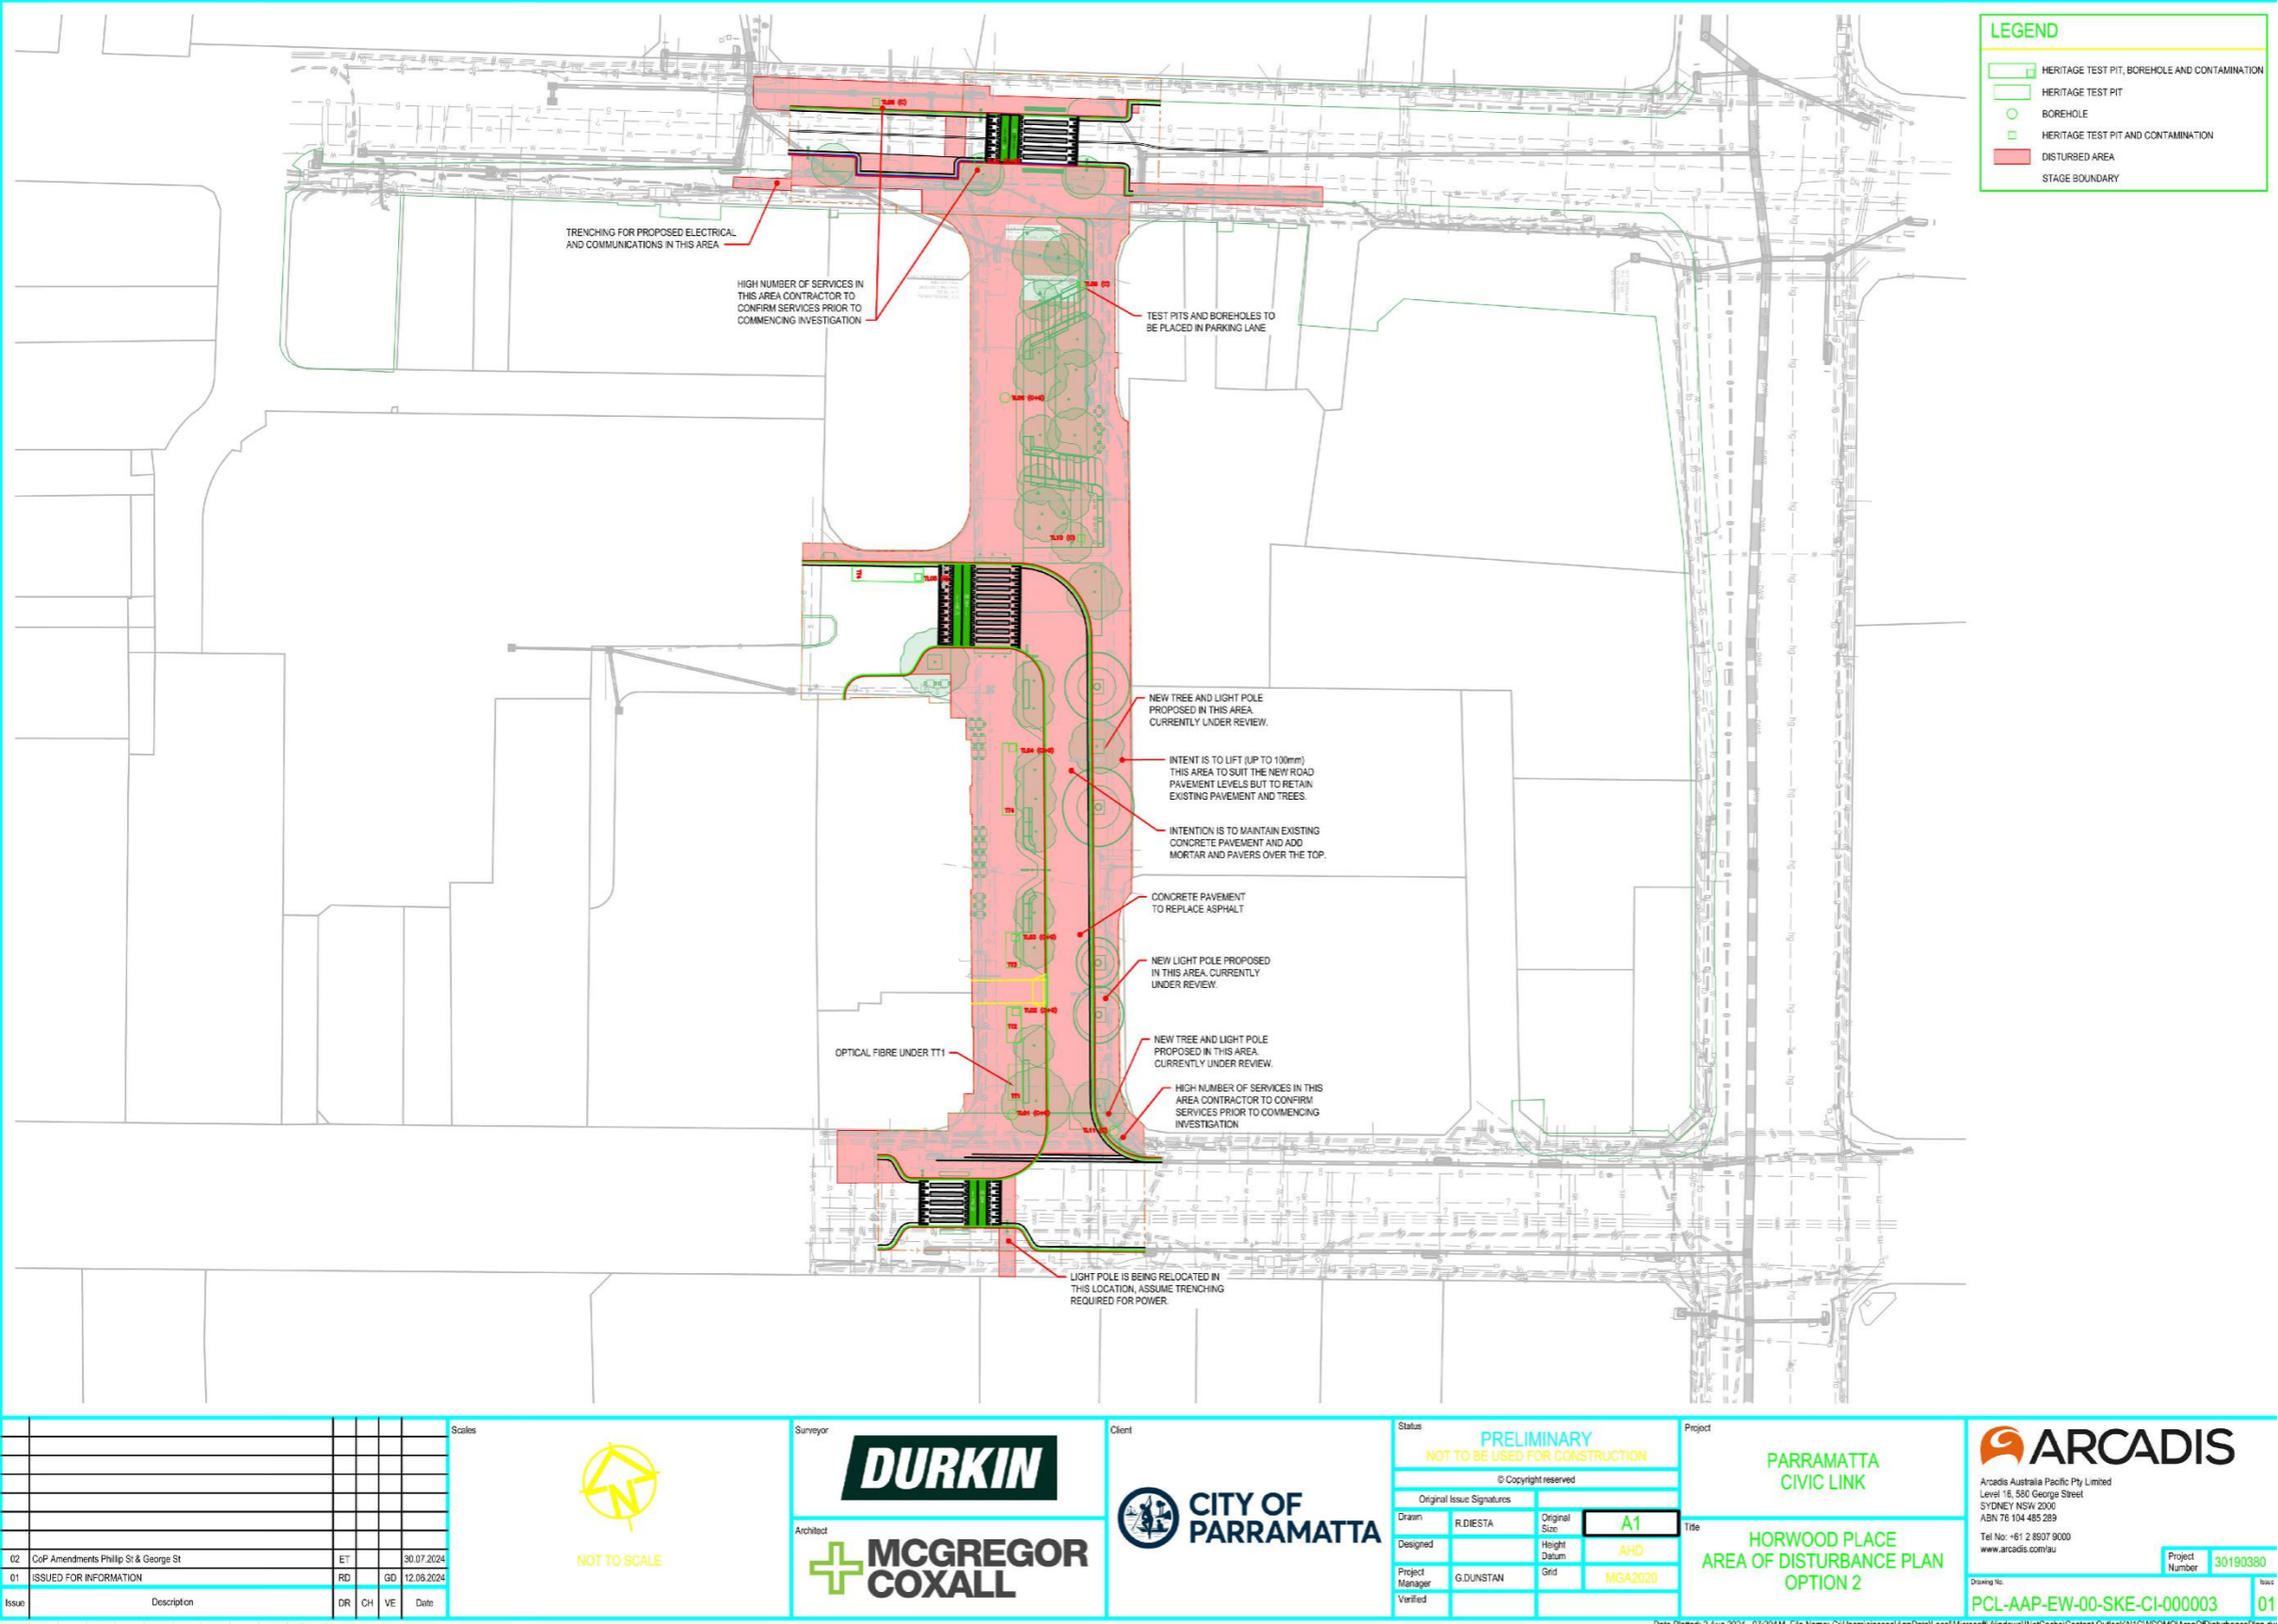 LEGEND
HERITAGE TEST PIT, BOREHOLE AND CONTAMINATION
HERITAGE TEST PIT
BOREHOLE
HERITAGE TEST PIT AND CONTAMINATION
DISTURBED AREA
STAGE BOUNDARY
TRENCHING FOR PROPOSED ELECTRICAL
AND COMMUNICATIONS IN THIS AREA
HIGH NUMBER OF SERVICES IN
THIS AREA CONTRACTOR TO
CONFIRM SERVICES PRIOR TO
COMMENCING INVESTIGATION
TEST PITS AND BOREHOLES TO
BE PLACED IN PARKING LANE
NEW TREE AND LIGHT POLE
PROPOSED IN THIS AREA.
CURRENTLY UNDER REVIEW.
INTENT IS TO LIFT (UP TO 100mm)
THIS AREA TO SUIT THE NEW ROAD
PAVEMENT LEVELS BUT TO RETAIN
EXISTING PAVEMENT AND TREES.
INTENTION IS TO MAINTAIN EXISTING
CONCRETE PAVEMENT AND ADD
MORTAR AND PAVERS OVER THE TOP.
CONCRETE PAVEMENT
TO REPLACE ASPHALT
NEW LIGHT POLE PROPOSED
IN THIS AREA. CURRENTLY
UNDER REVIEW.
OPTICAL FIBRE UNDER TT1
NEW TREE AND LIGHT POLE
PROPOSED IN THIS AREA.
CURRENTLY UNDER REVIEW.
HIGH NUMBER OF SERVICES IN THIS
AREA CONTRACTOR TO CONFIRM
SERVICES PRIOR TO COMMENCING
INVESTIGATION
LIGHT POLE IS BEING RELOCATED IN
THIS LOCATION, ASSUME TRENCHING
REQUIRED FOR POWER.
02 CoP Amendments Phillip St & George St ET 30.07.2024
01 ISSUED FOR INFORMATION RD GD 12.06.2024
Issue Description DR CH VE Date
Scales
N
NOT TO SCALE
Surveyor
DURKIN
Architect
MCGREGOR
COXALL
Client
CITY OF
PARRAMATTA
Status
PRELIMINARY
NOT TO BE USED FOR CONSTRUCTION
© Copyright reserved
Original Issue Signatures
Drawn R.DIESTA Original Size A1
Designed Height Datum AHD
Project Manager G.DUNSTAN Grid MGA2020
Verified
Project
PARRAMATTA
CIVIC LINK
Title
HORWOOD PLACE
AREA OF DISTURBANCE PLAN
OPTION 2
ARCADIS
Arcadis Australia Pacific Pty Limited
Level 16, 580 George Street
SYDNEY NSW 2000
ABN 76 104 485 289
Tel No: +61 2 8907 9000
www.arcadis.com/au
Project Number 30190380
Drawing No. Issue
PCL-AAP-EW-00-SKE-CI-000003 01